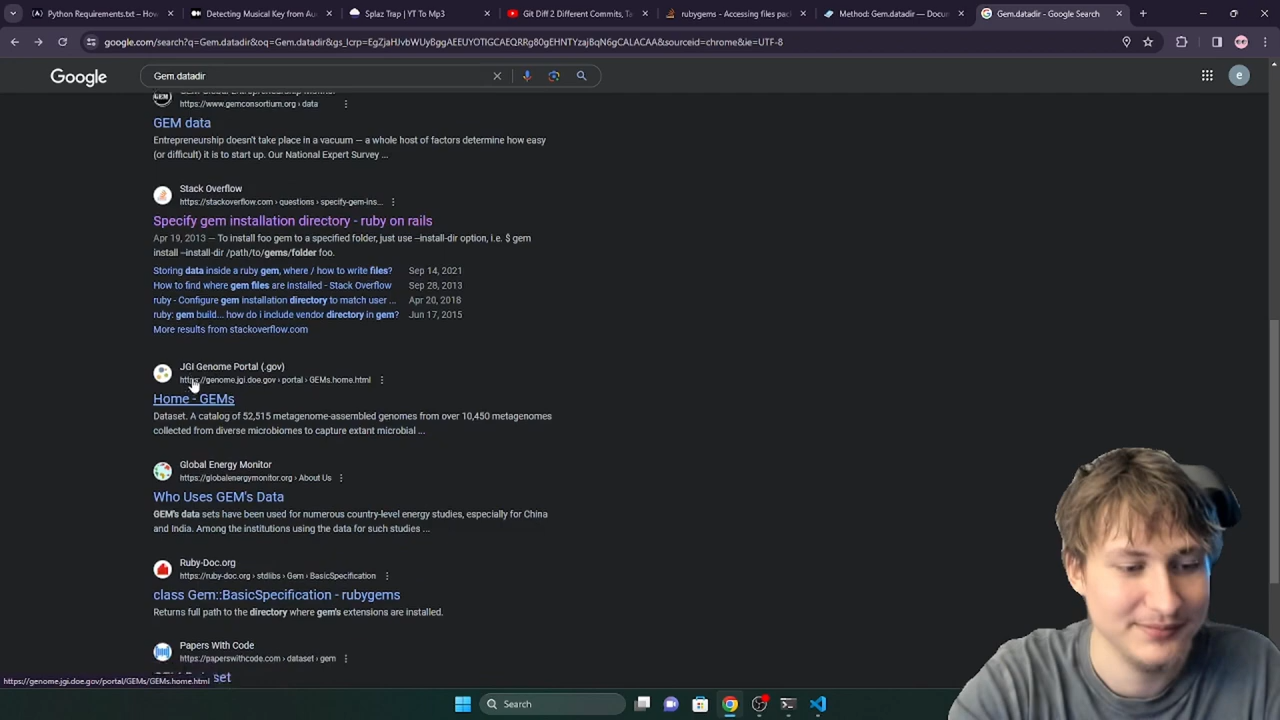 Python Requirements.txt – How
Detecting Musical Key from Au
Splaz Trap | YT To Mp3
Git Diff 2 Different Commits, Ta
rubygems - Accessing files pac
Method: Gem.datadir — Docum
Gem.datadir - Google Search
google.com/search?q=Gem.datadir&oq=Gem.datadir&gs_lcrp=EgZjaHJvbWUyBggAEEUYOTIGCAEQRRg80gEHNTYzajBqN6gCALACAA&sourceid=chrome&ie=UTF-8
Google
Gem.datadir
e
GEM
https://www.gemconsortium.org › data
GEM data
Entrepreneurship doesn't take place in a vacuum — a whole host of factors determine how easy
(or difficult) it is to start up. Our National Expert Survey ...
Stack Overflow
https://stackoverflow.com › questions › specify-gem-ins...
Specify gem installation directory - ruby on rails
Apr 19, 2013 — To install foo gem to a specified folder, just use –install-dir option, i.e. $ gem
install –install-dir /path/to/gems/folder foo.
Storing data inside a ruby gem, where / how to write files? Sep 14, 2021
How to find where gem files are installed - Stack Overflow Sep 28, 2013
ruby - Configure gem installation directory to match user ... Apr 20, 2018
ruby: gem build... how do i include vendor directory in gem? Jun 17, 2015
More results from stackoverflow.com
JGI Genome Portal (.gov)
https://genome.jgi.doe.gov › portal › GEMs.home.html
Home - GEMs
Dataset. A catalog of 52,515 metagenome-assembled genomes from over 10,450 metagenomes
collected from diverse microbiomes to capture extant microbial ...
Global Energy Monitor
https://globalenergymonitor.org › About Us
Who Uses GEM's Data
GEM's data sets have been used for numerous country-level energy studies, especially for China
and India. Among the institutions using the data for such studies ...
Ruby-Doc.org
https://ruby-doc.org › stdlibs › Gem › BasicSpecification
class Gem::BasicSpecification - rubygems
Returns full path to the directory where gem's extensions are installed.
Papers With Code
https://paperswithcode.com › dataset › gem
https://genome.jgi.doe.gov/portal/GEMs/GEMs.home.html
Search